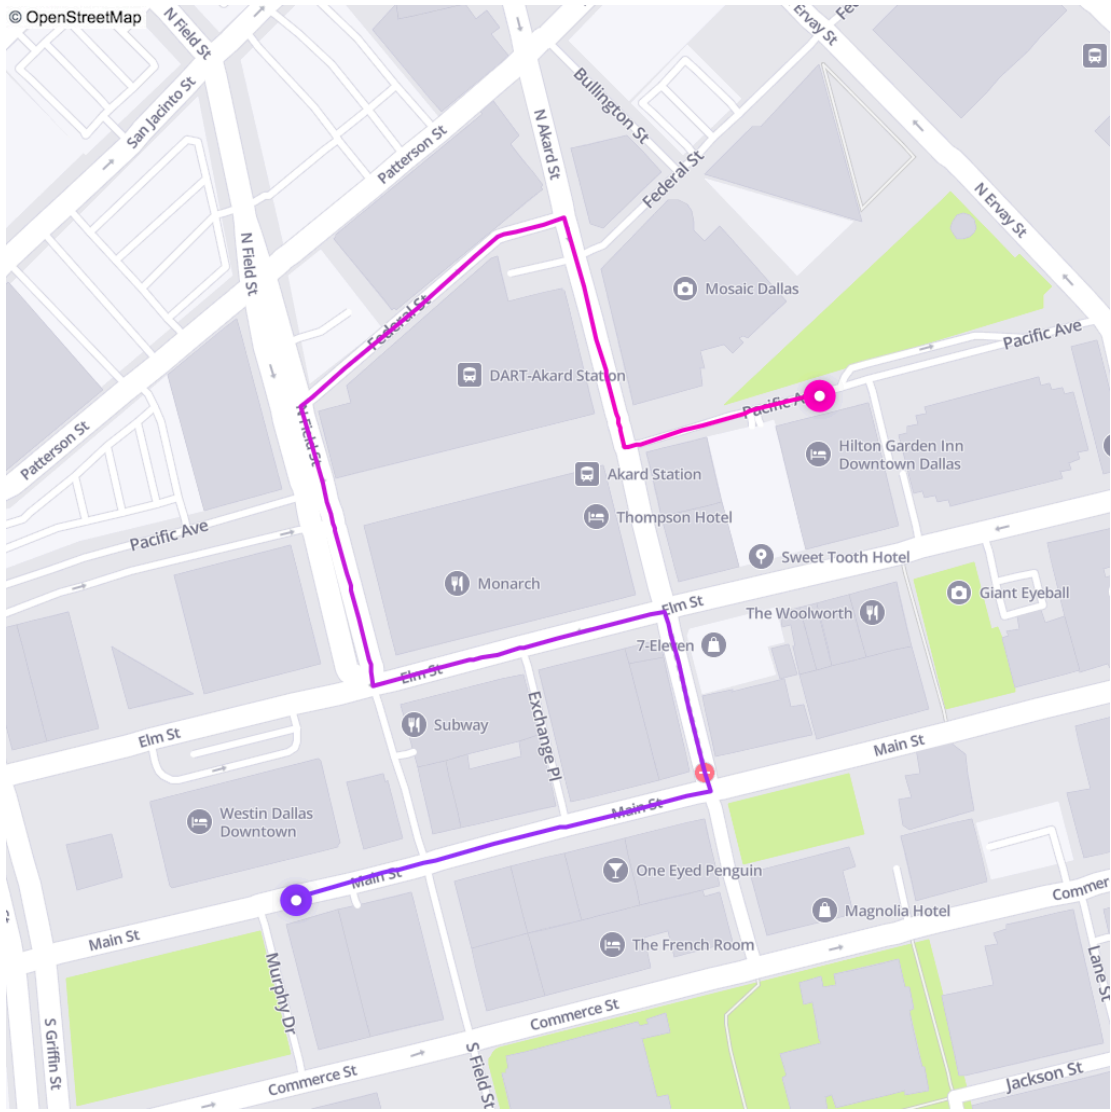 © OpenStreetMap
N Field St
San Jacinto St
Patterson St
N Akard St
Bullington St
Federal St
N Ervay St
N Field St
N Ervay St
Mosaic Dallas
Federal St
Pacific Ave
DART-Akard Station
N Field St
Pacific A
Patterson St
Hilton Garden Inn
Downtown Dallas
Akard Station
Thompson Hotel
Pacific Ave
Sweet Tooth Hotel
Monarch
Giant Eyeball
Elm St
The Woolworth
7-Eleven
Elm St
Exchange Pl
Subway
Elm St
Main St
Westin Dallas
Downtown
Main St
One Eyed Penguin
Main St
Commer
Magnolia Hotel
Main St
The French Room
Lane St
Murphy Dr
Commerce St
S Griffin St
S Field St
Commerce St
Jackson St